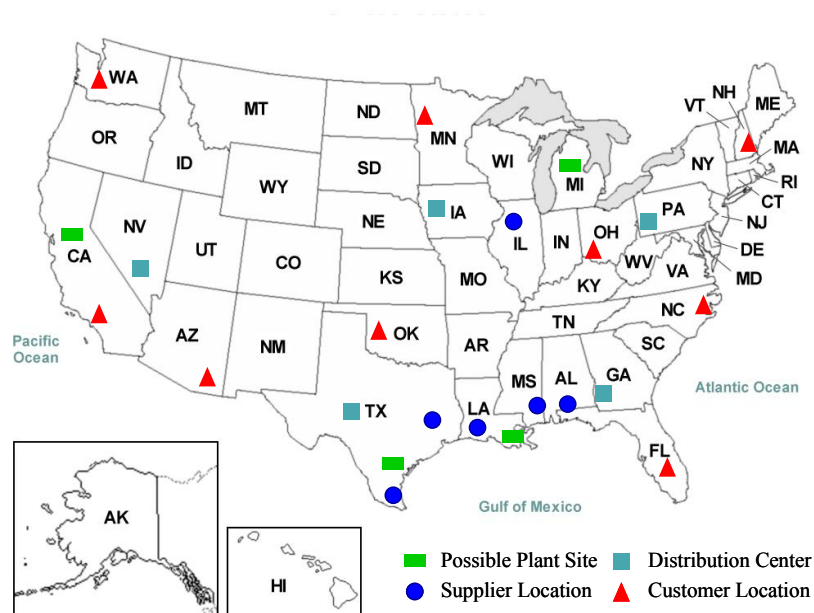 WA
MT
ND
MN
VT
NH
ME
OR
ID
SD
WI
MI
NY
MA
RI
CT
WY
IA
PA
NJ
NV
NE
IL
IN
OH
DE
CA
UT
CO
KS
MO
WV
VA
MD
KY
Pacific
Ocean
AZ
NM
OK
AR
TN
NC
SC
MS
AL
GA
Atlantic Ocean
TX
LA
FL
Gulf of Mexico
AK
HI
Possible Plant Site
Distribution Center
Supplier Location
Customer Location